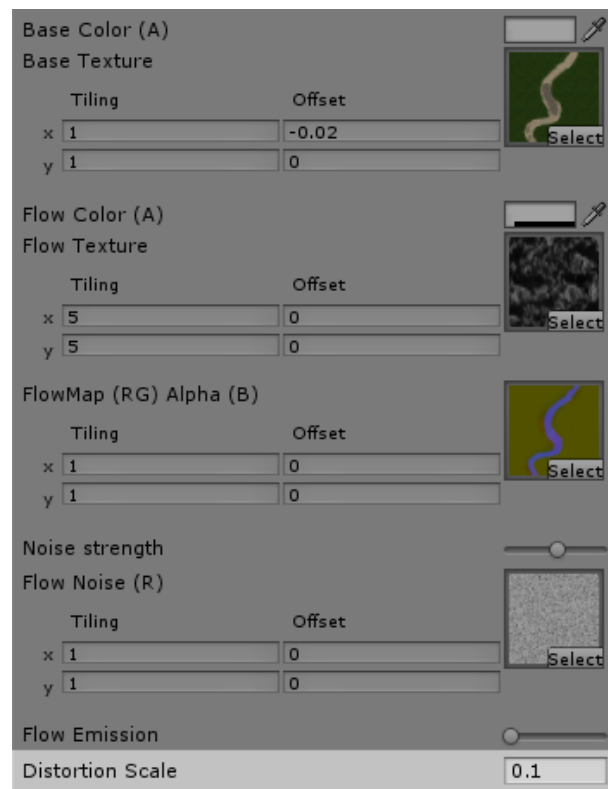 Base Color (A)
Base Texture
Tiling Offset
x 1 -0.02
Select
y 1 0
Flow Color (A)
Flow Texture
Tiling Offset
x 5 0
Select
y 5 0
FlowMap (RG) Alpha (B)
Tiling Offset
x 1 0
Select
y 1 0
Noise strength
Flow Noise (R)
Tiling Offset
x 1 0
Select
y 1 0
Flow Emission
Distortion Scale 0.1